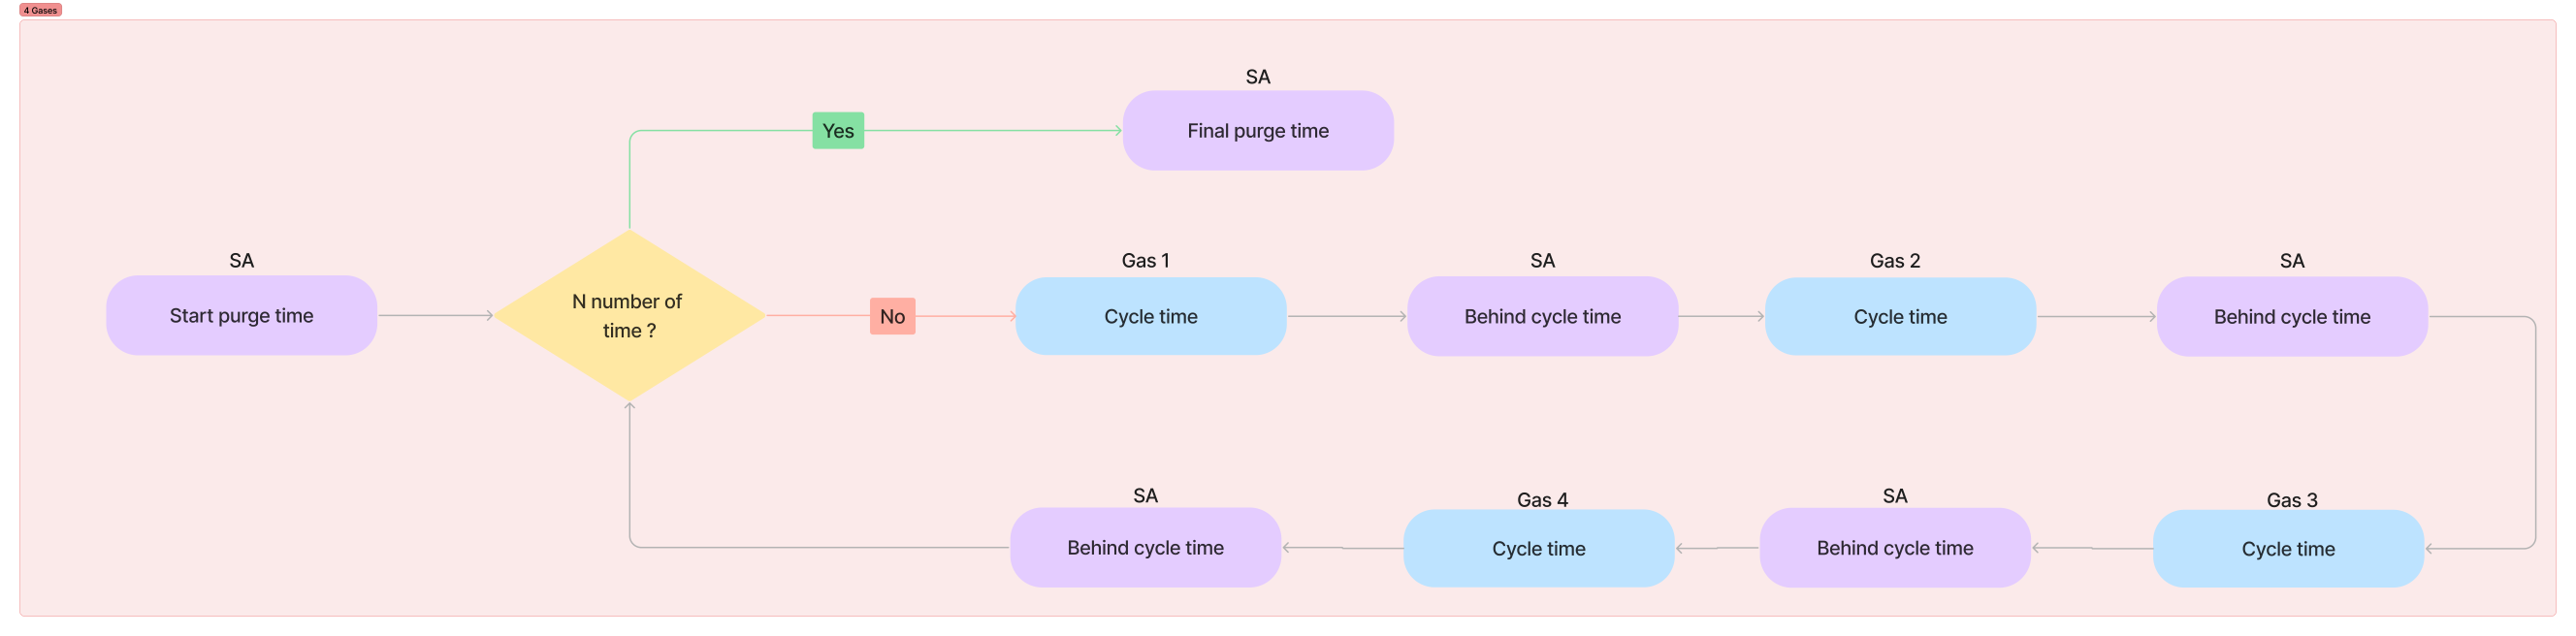 4 Gases
SA
Final purge time
Yes
SA
Start purge time
N number of
time ?
No
Gas 1
Cycle time
SA
Behind cycle time
Gas 2
Cycle time
SA
Behind cycle time
SA
Behind cycle time
Gas 4
Cycle time
SA
Behind cycle time
Gas 3
Cycle time